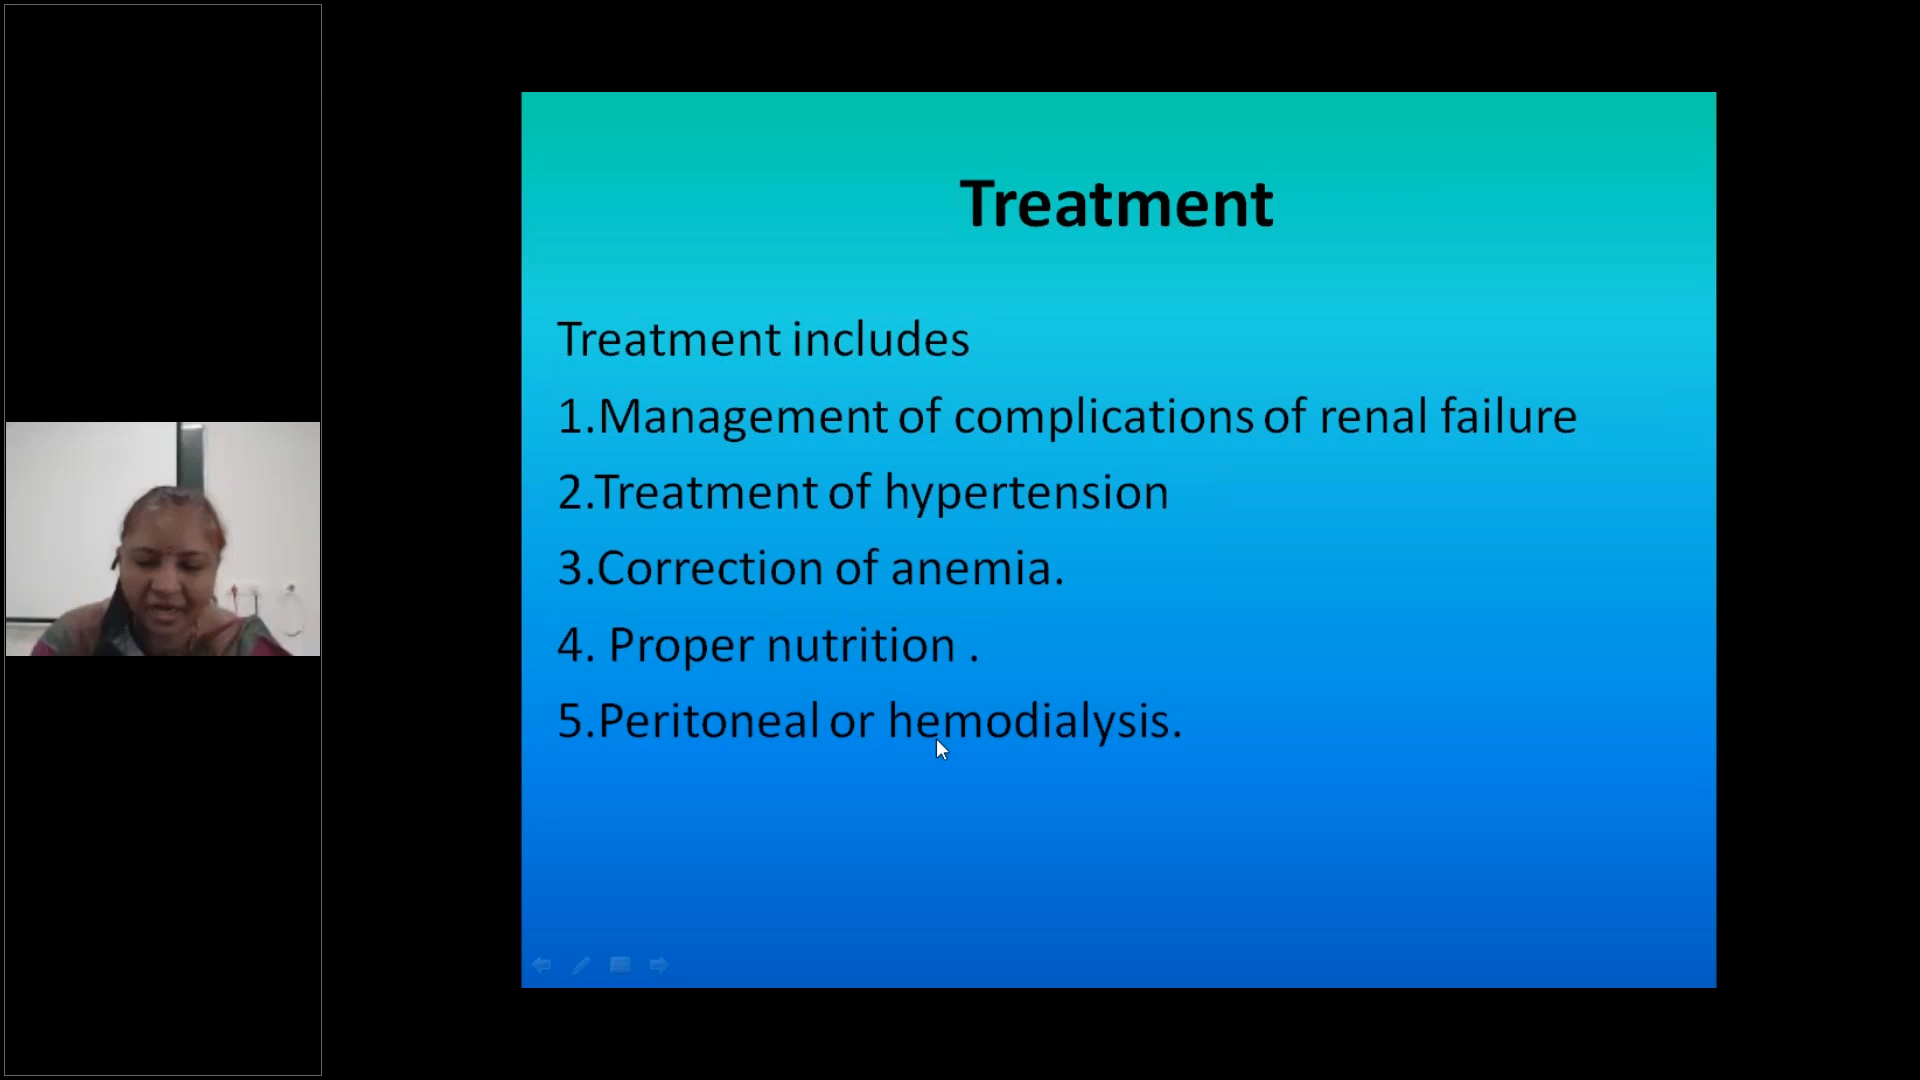 Treatment
Treatment includes
1.Management of complications of renal failure
2.Treatment of hypertension
3.Correction of anemia.
4. Proper nutrition .
5.Peritoneal or hemodialysis.